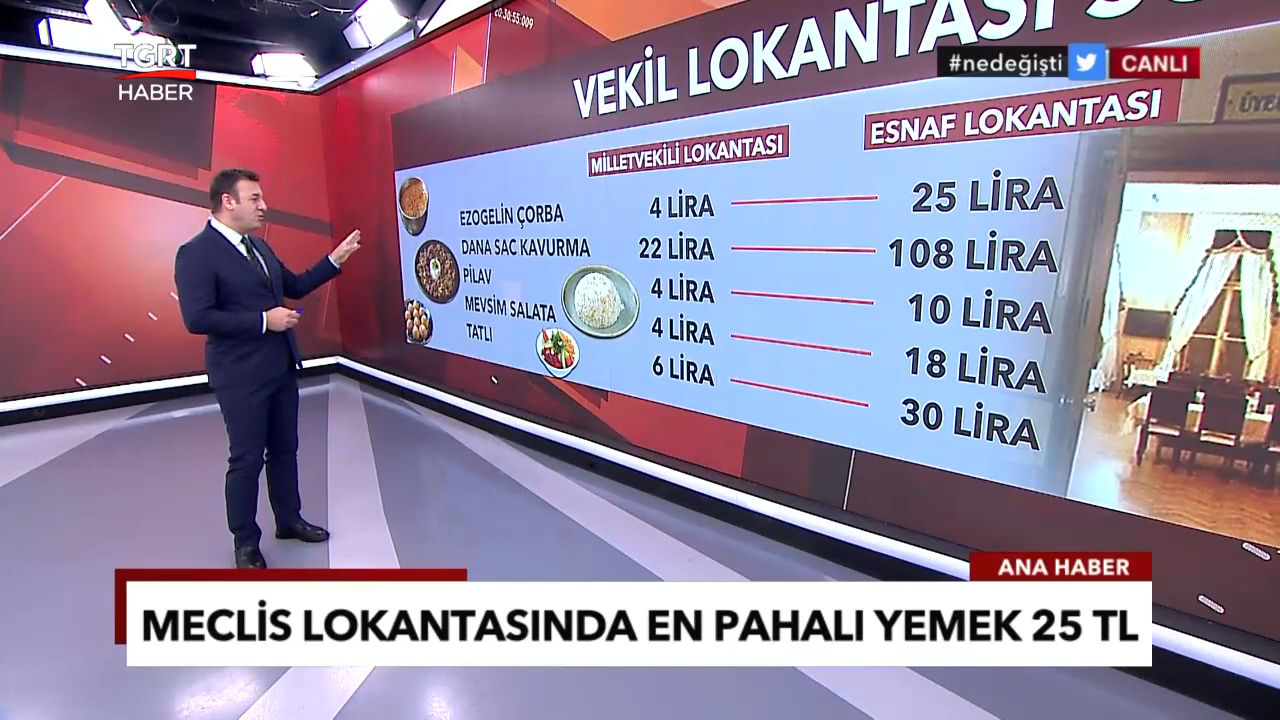 20:30:55:009
TGRT
HABER
VEKİL LOKANTASI
#nedeğişti
CANLI
MİLLETVEKİLİ LOKANTASI
ESNAF LOKANTASI
EZOGELİN ÇORBA 4 LİRA 25 LİRA
DANA SAC KAVURMA 22 LİRA 108 LİRA
PİLAV 4 LİRA 10 LİRA
MEVSİM SALATA 4 LİRA 18 LİRA
TATLI 6 LİRA 30 LİRA
ANA HABER
MECLİS LOKANTASINDA EN PAHALI YEMEK 25 TL